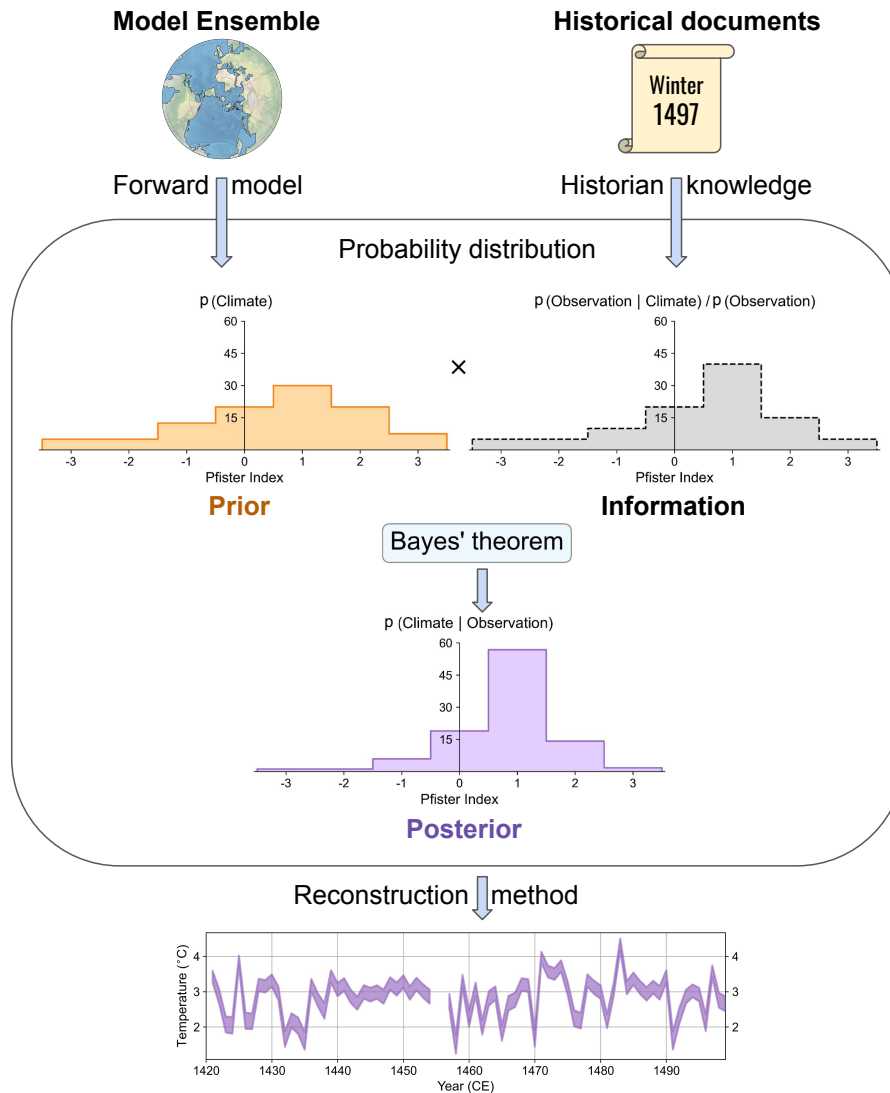 Model Ensemble
Historical documents
Winter
1497
Forward model
Historian knowledge
Probability distribution
p (Climate)
60
45
30
15
-3 -2 -1 0 1 2 3
Pfister Index
Prior
×
p (Observation | Climate) / p (Observation)
60
45
30
15
-3 -2 -1 0 1 2 3
Pfister Index
Information
Bayes' theorem
p (Climate | Observation)
60
45
30
15
-3 -2 -1 0 1 2 3
Pfister Index
Posterior
Reconstruction method
Temperature (°C)
4 4
3 3
2 2
1420 1430 1440 1450 1460 1470 1480 1490
Year (CE)